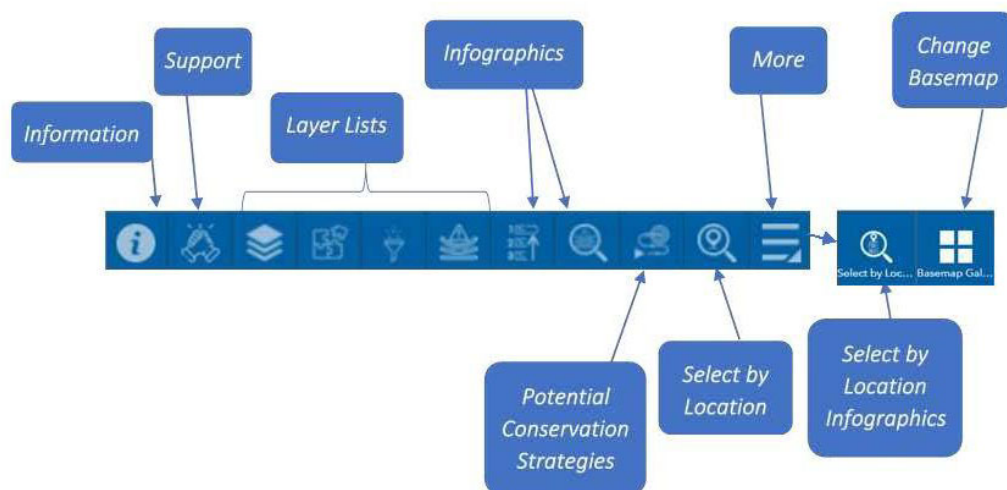 Support
Infographics
More
Change
Basemap
Information
Layer Lists
Select by Loc...
Basemap Gal...
Potential
Conservation
Strategies
Select by
Location
Select by
Location
Infographics